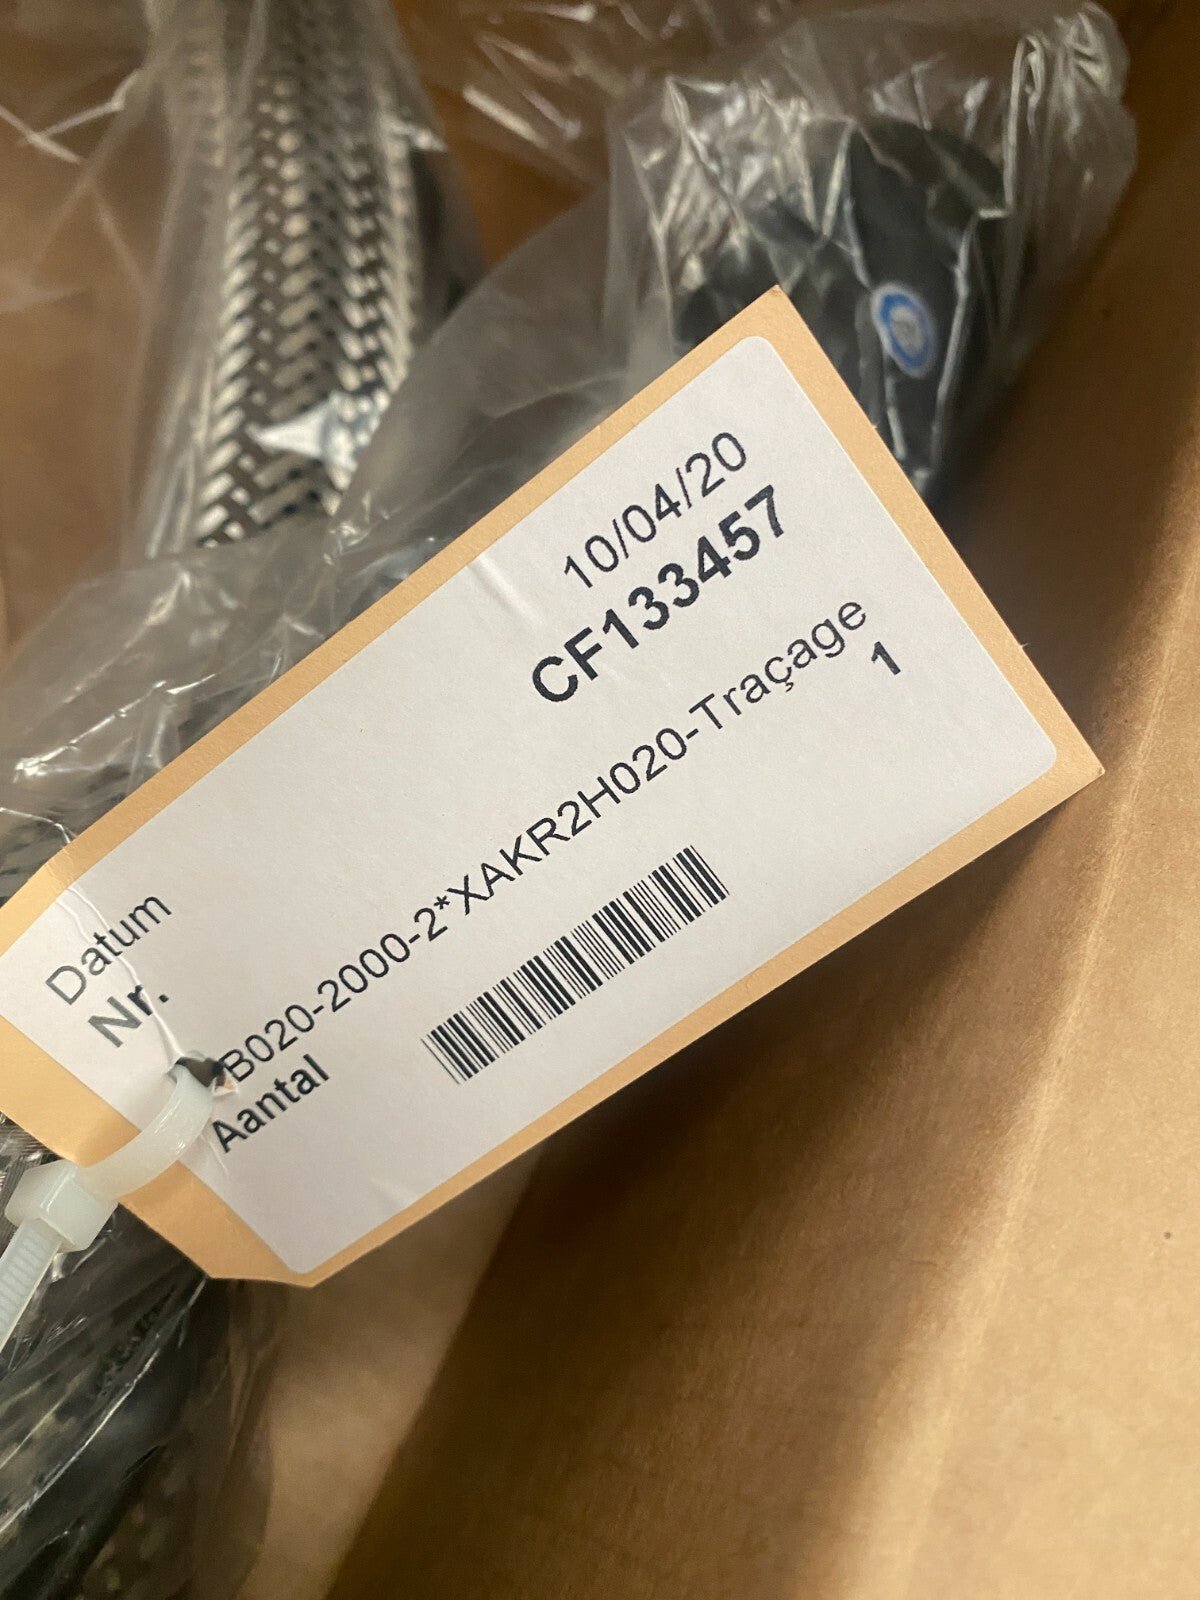 Datum 10/04/20
Nr. CF133457
B020-2000-2*XAKR2H020-Traçage
Aantal 1